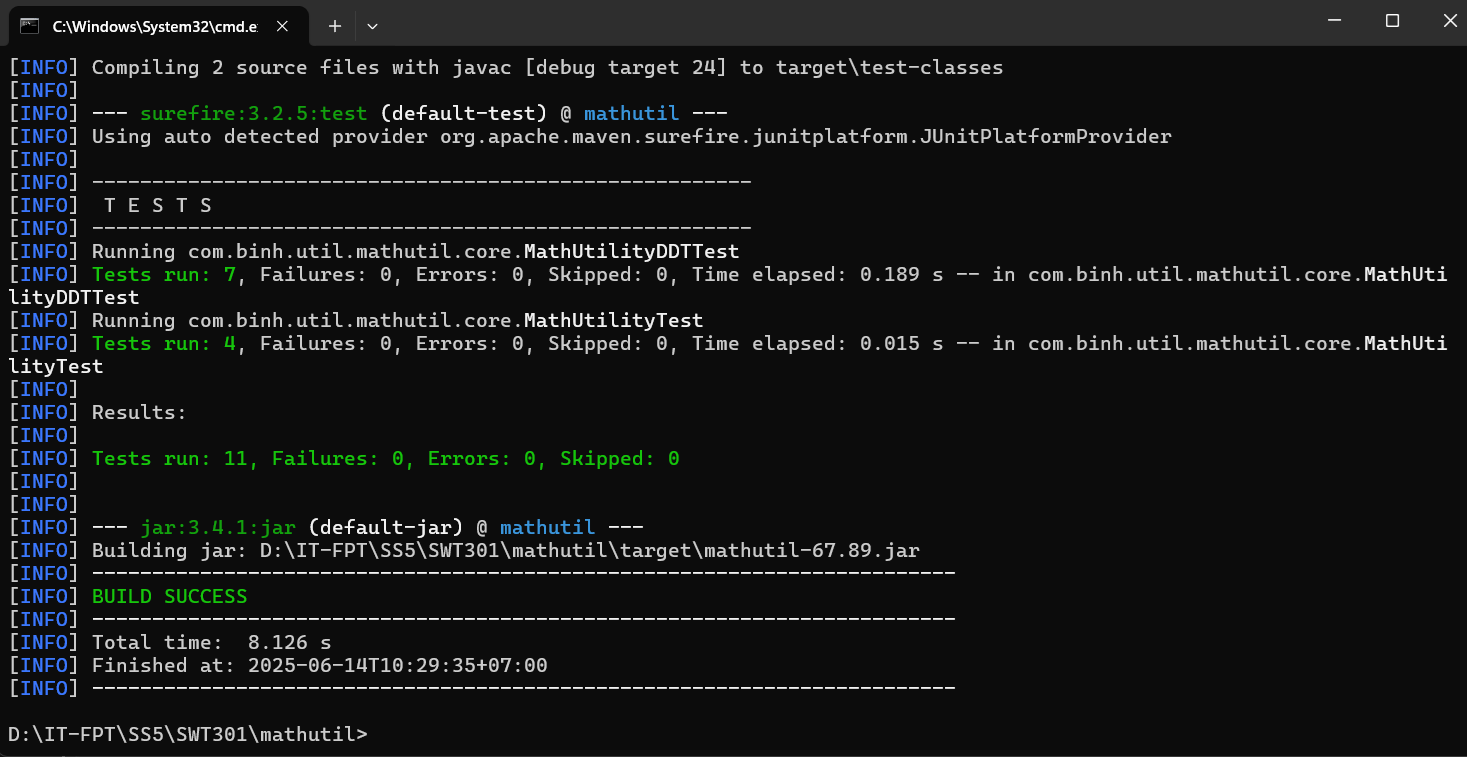 C:\Windows\System32\cmd.e
[INFO] Compiling 2 source files with javac [debug target 24] to target\test-classes
[INFO]
[INFO] --- surefire:3.2.5:test (default-test) @ mathutil ---
[INFO] Using auto detected provider org.apache.maven.surefire.junitplatform.JUnitPlatformProvider
[INFO]
[INFO] -------------------------------------------------------
[INFO]  T E S T S
[INFO] -------------------------------------------------------
[INFO] Running com.binh.util.mathutil.core.MathUtilityDDTTest
[INFO] Tests run: 7, Failures: 0, Errors: 0, Skipped: 0, Time elapsed: 0.189 s -- in com.binh.util.mathutil.core.MathUti
lityDDTTest
[INFO] Running com.binh.util.mathutil.core.MathUtilityTest
[INFO] Tests run: 4, Failures: 0, Errors: 0, Skipped: 0, Time elapsed: 0.015 s -- in com.binh.util.mathutil.core.MathUti
lityTest
[INFO]
[INFO] Results:
[INFO]
[INFO] Tests run: 11, Failures: 0, Errors: 0, Skipped: 0
[INFO]
[INFO]
[INFO] --- jar:3.4.1:jar (default-jar) @ mathutil ---
[INFO] Building jar: D:\IT-FPT\SS5\SWT301\mathutil\target\mathutil-67.89.jar
[INFO] ------------------------------------------------------------------------
[INFO] BUILD SUCCESS
[INFO] ------------------------------------------------------------------------
[INFO] Total time:  8.126 s
[INFO] Finished at: 2025-06-14T10:29:35+07:00
[INFO] ------------------------------------------------------------------------
D:\IT-FPT\SS5\SWT301\mathutil>